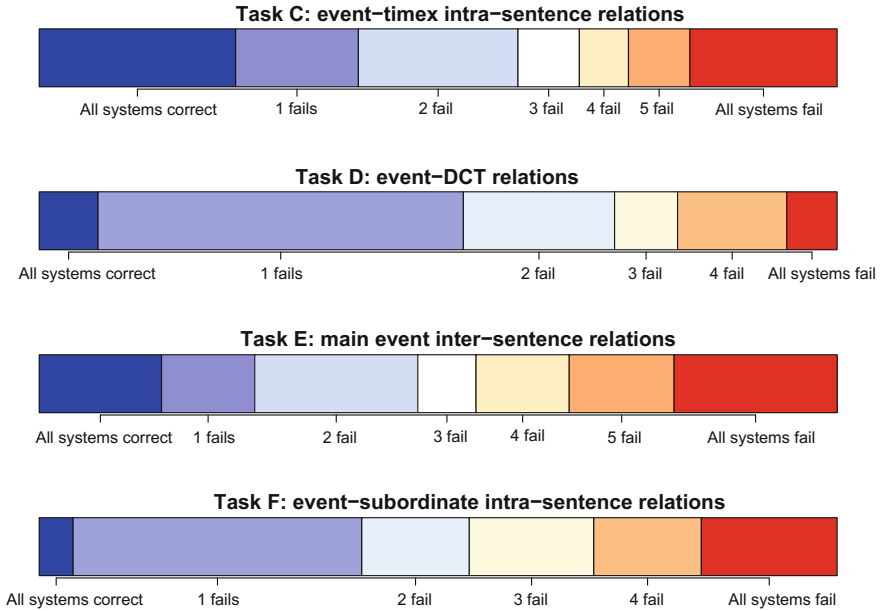 Task C: event−timex intra−sentence relations
All systems correct 1 fails 2 fail 3 fail 4 fail 5 fail All systems fail
Task D: event−DCT relations
All systems correct 1 fails 2 fail 3 fail 4 fail All systems fail
Task E: main event inter−sentence relations
All systems correct 1 fails 2 fail 3 fail 4 fail 5 fail All systems fail
Task F: event−subordinate intra−sentence relations
All systems correct 1 fails 2 fail 3 fail 4 fail All systems fail